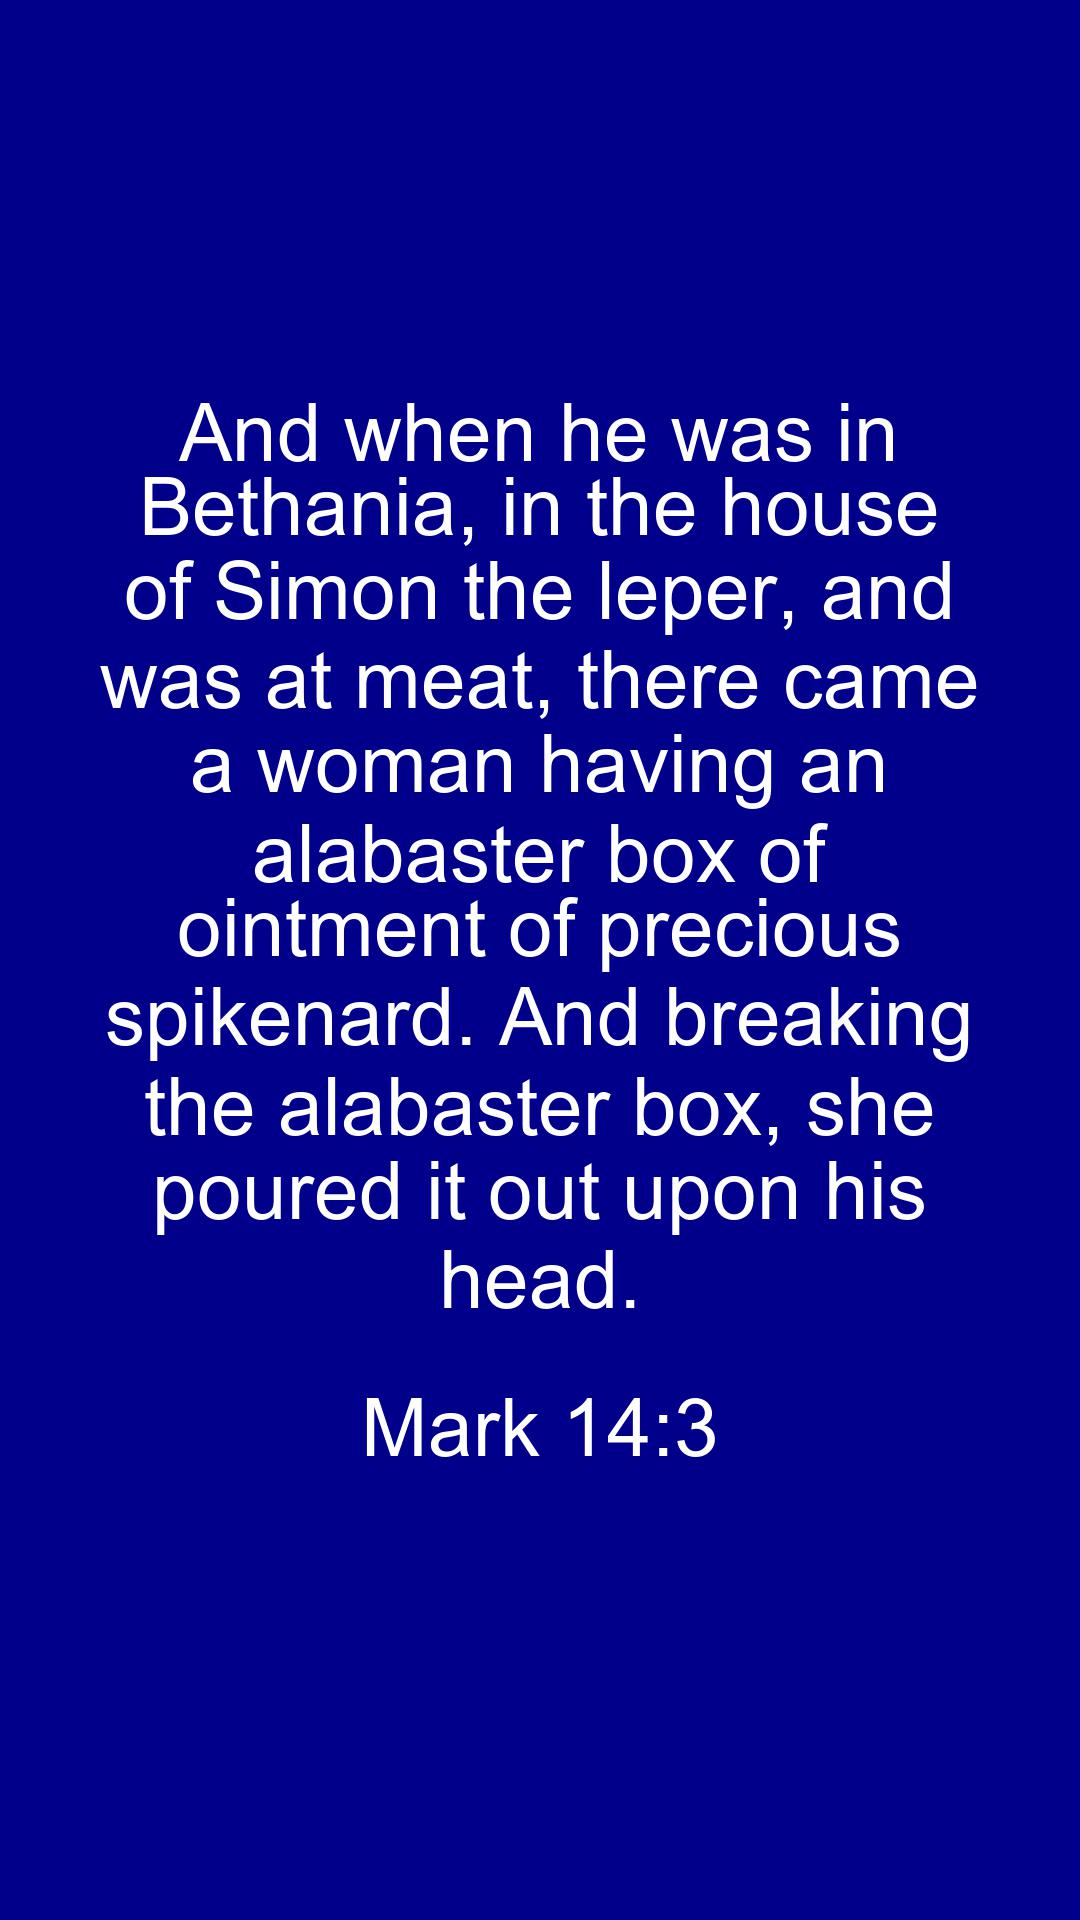 And when he was in
Bethania, in the house
of Simon the leper, and
was at meat, there came
a woman having an
alabaster box of
ointment of precious
spikenard. And breaking
the alabaster box, she
poured it out upon his
head.
Mark 14:3